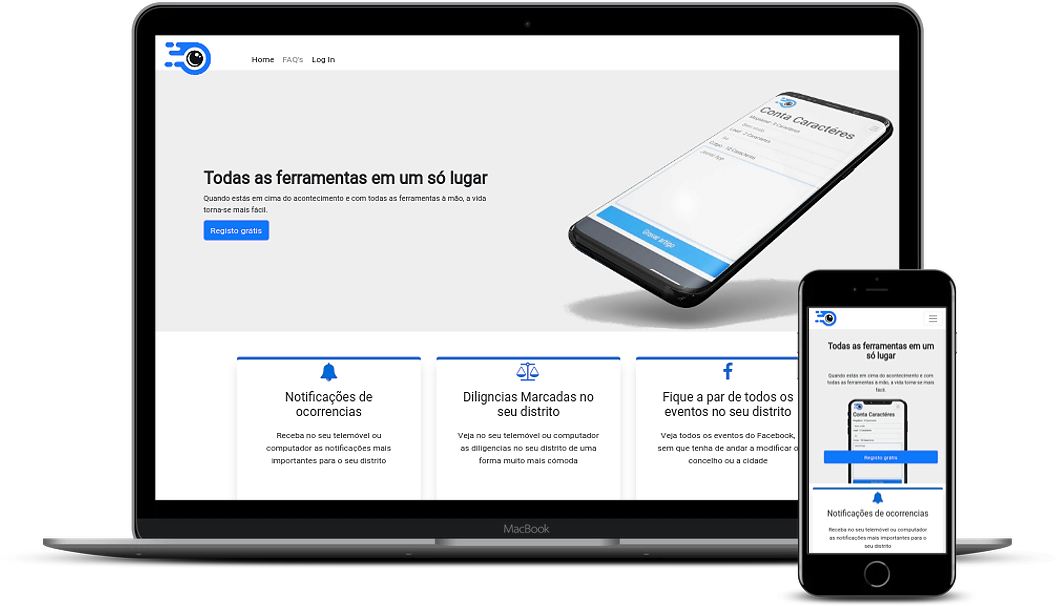 Home FAQ's Log In
Todas as ferramentas em um só lugar
Quando estás em cima do acontecimento e com todas as ferramentas à mão, a vida
torna-se mais fácil.
Registo grátis
Conta Caractéres
Gravar artigo
Notificações de
ocorrencias
Receba no seu telemóvel ou
computador as notificações mais
importantes para o seu distrito
Diligncias Marcadas no
seu distrito
Veja no seu telemóvel ou computador
as diligencias no seu distrito de uma
forma muito mais cómoda
Fique a par de todos os
eventos no seu distrito
Veja todos os eventos do Facebook,
sem que tenha de andar a modificar o
concelho ou a cidade
MacBook
Todas as ferramentas em um
só lugar
Quando estás em cima do acontecimento e com
todas as ferramentas à mão, a vida torna-se mais
fácil.
Conta Caractéres
Registo grátis
Notificações de ocorrencias
Receba no seu telemóvel ou computador
as notificações mais importantes para o
seu distrito